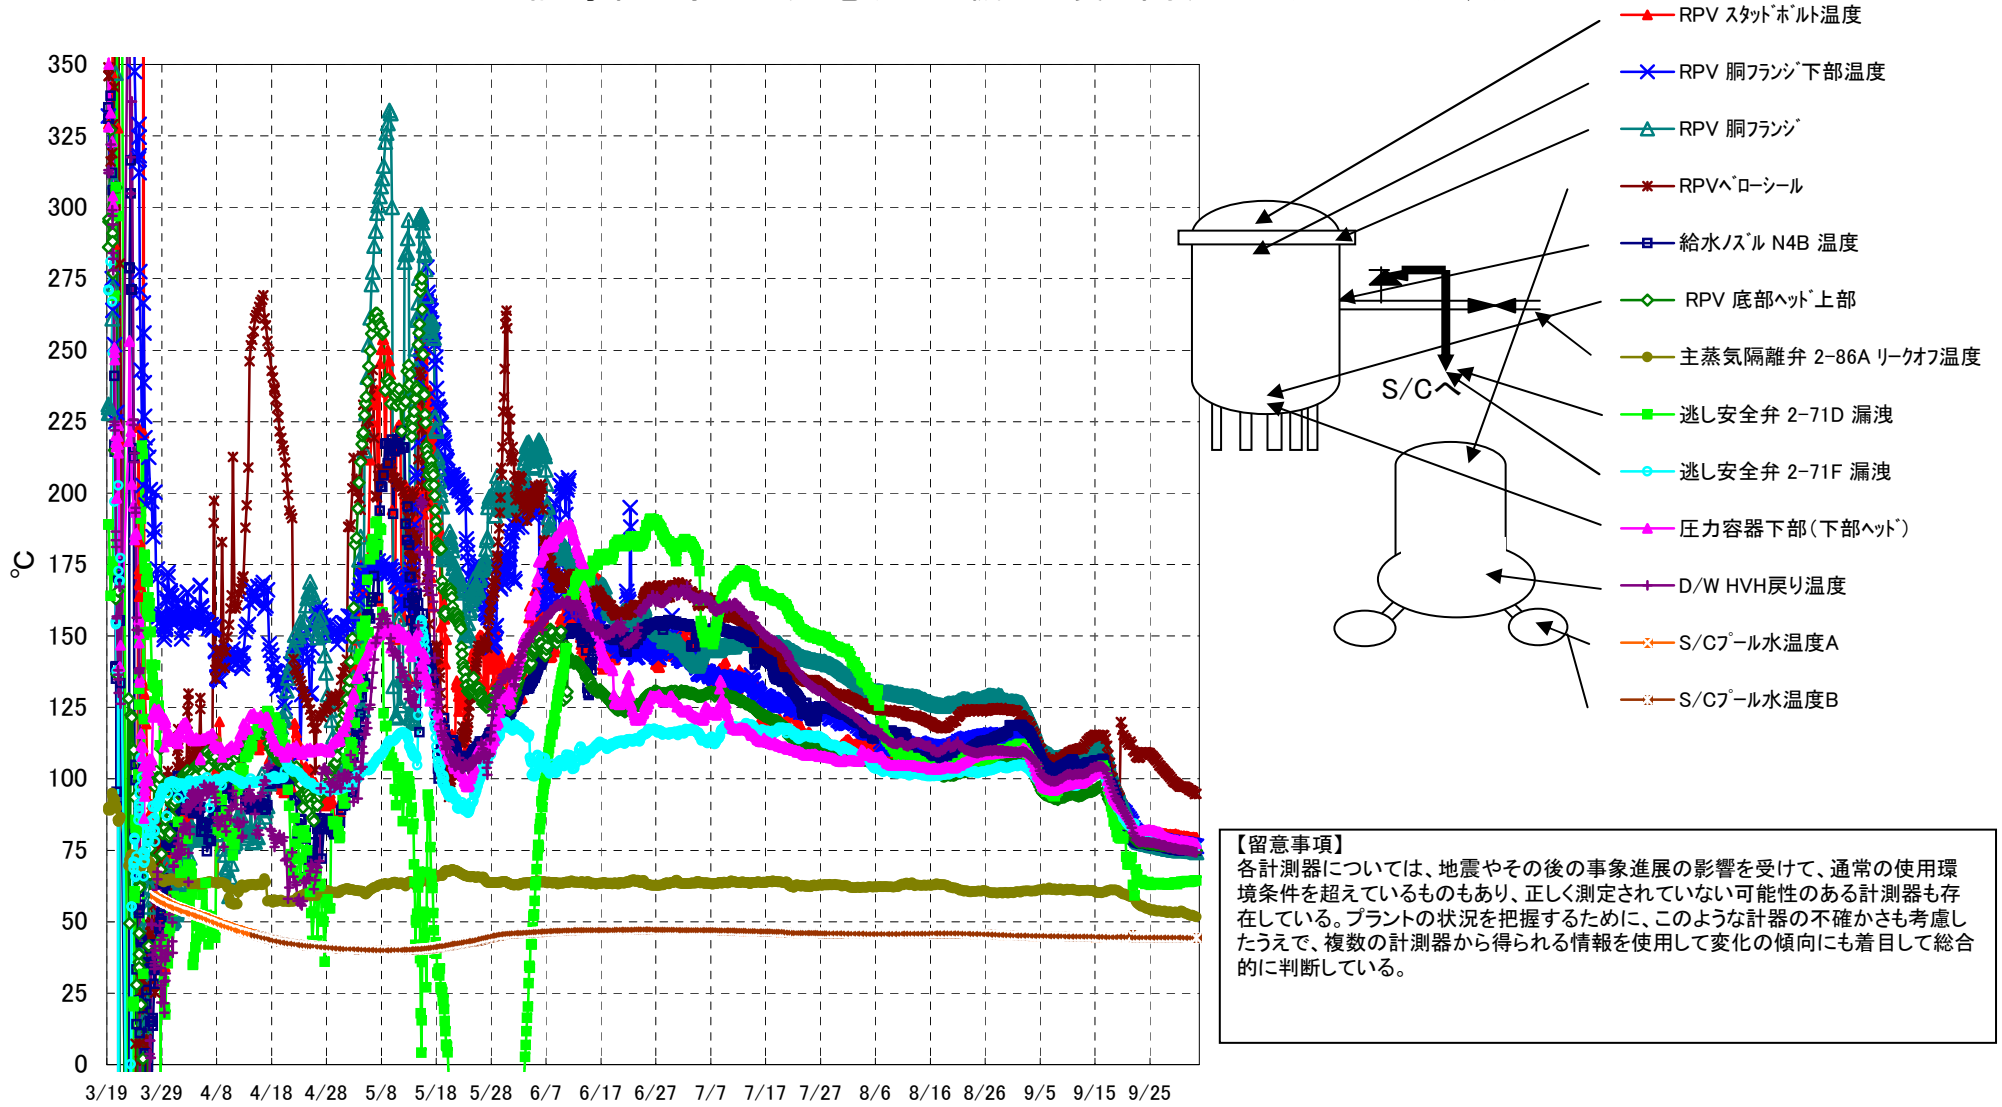 RPV スタッドボルト温度
RPV 胴フランジ下部温度
RPV 胴フランジ
RPVベローシール
給水ノズル N4B 温度
RPV 底部ヘッド上部
主蒸気隔離弁 2-86A リークオフ温度
逃し安全弁 2-71D 漏洩
逃し安全弁 2-71F 漏洩
圧力容器下部(下部ヘッド)
D/W HVH戻り温度
S/Cプール水温度A
S/Cプール水温度B
S/Cへ
℃
350
325
300
275
250
225
200
175
150
125
100
75
50
25
0
3/19 3/29 4/8 4/18 4/28 5/8 5/18 5/28 6/7 6/17 6/27 7/7 7/17 7/27 8/6 8/16 8/26 9/5 9/15 9/25
【留意事項】
各計測器については、地震やその後の事象進展の影響を受けて、通常の使用環
境条件を超えているものもあり、正しく測定されていない可能性のある計測器も存
在している。プラントの状況を把握するために、このような計器の不確かさも考慮し
たうえで、複数の計測器から得られる情報を使用して変化の傾向にも着目して総合
的に判断している。